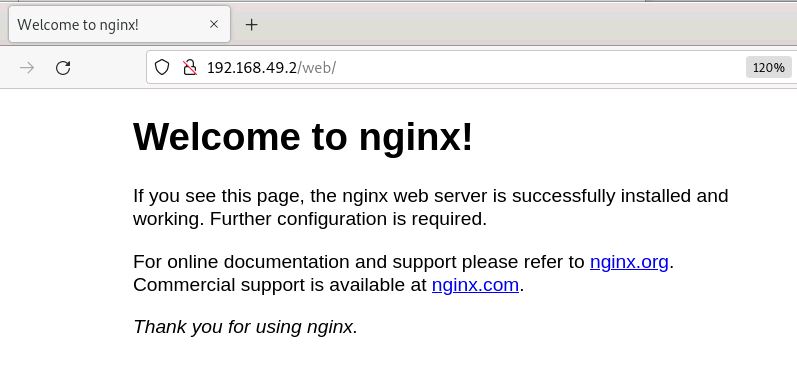 Welcome to nginx!
192.168.49.2/web/
120%
Welcome to nginx!
If you see this page, the nginx web server is successfully installed and
working. Further configuration is required.
For online documentation and support please refer to nginx.org.
Commercial support is available at nginx.com.
Thank you for using nginx.